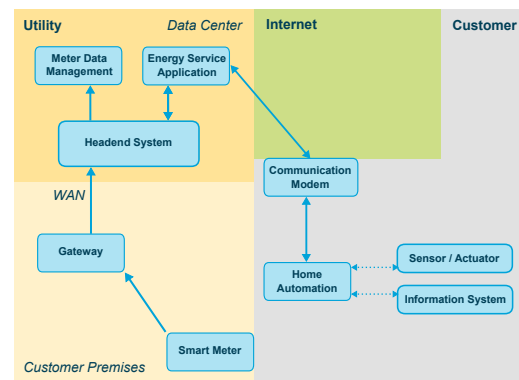 Utility
Data Center
Internet
Customer
Meter Data
Management
Energy Service
Application
Headend System
Communication
Modem
WAN
Gateway
Sensor / Actuator
Home
Automation
Information System
Smart Meter
Customer Premises